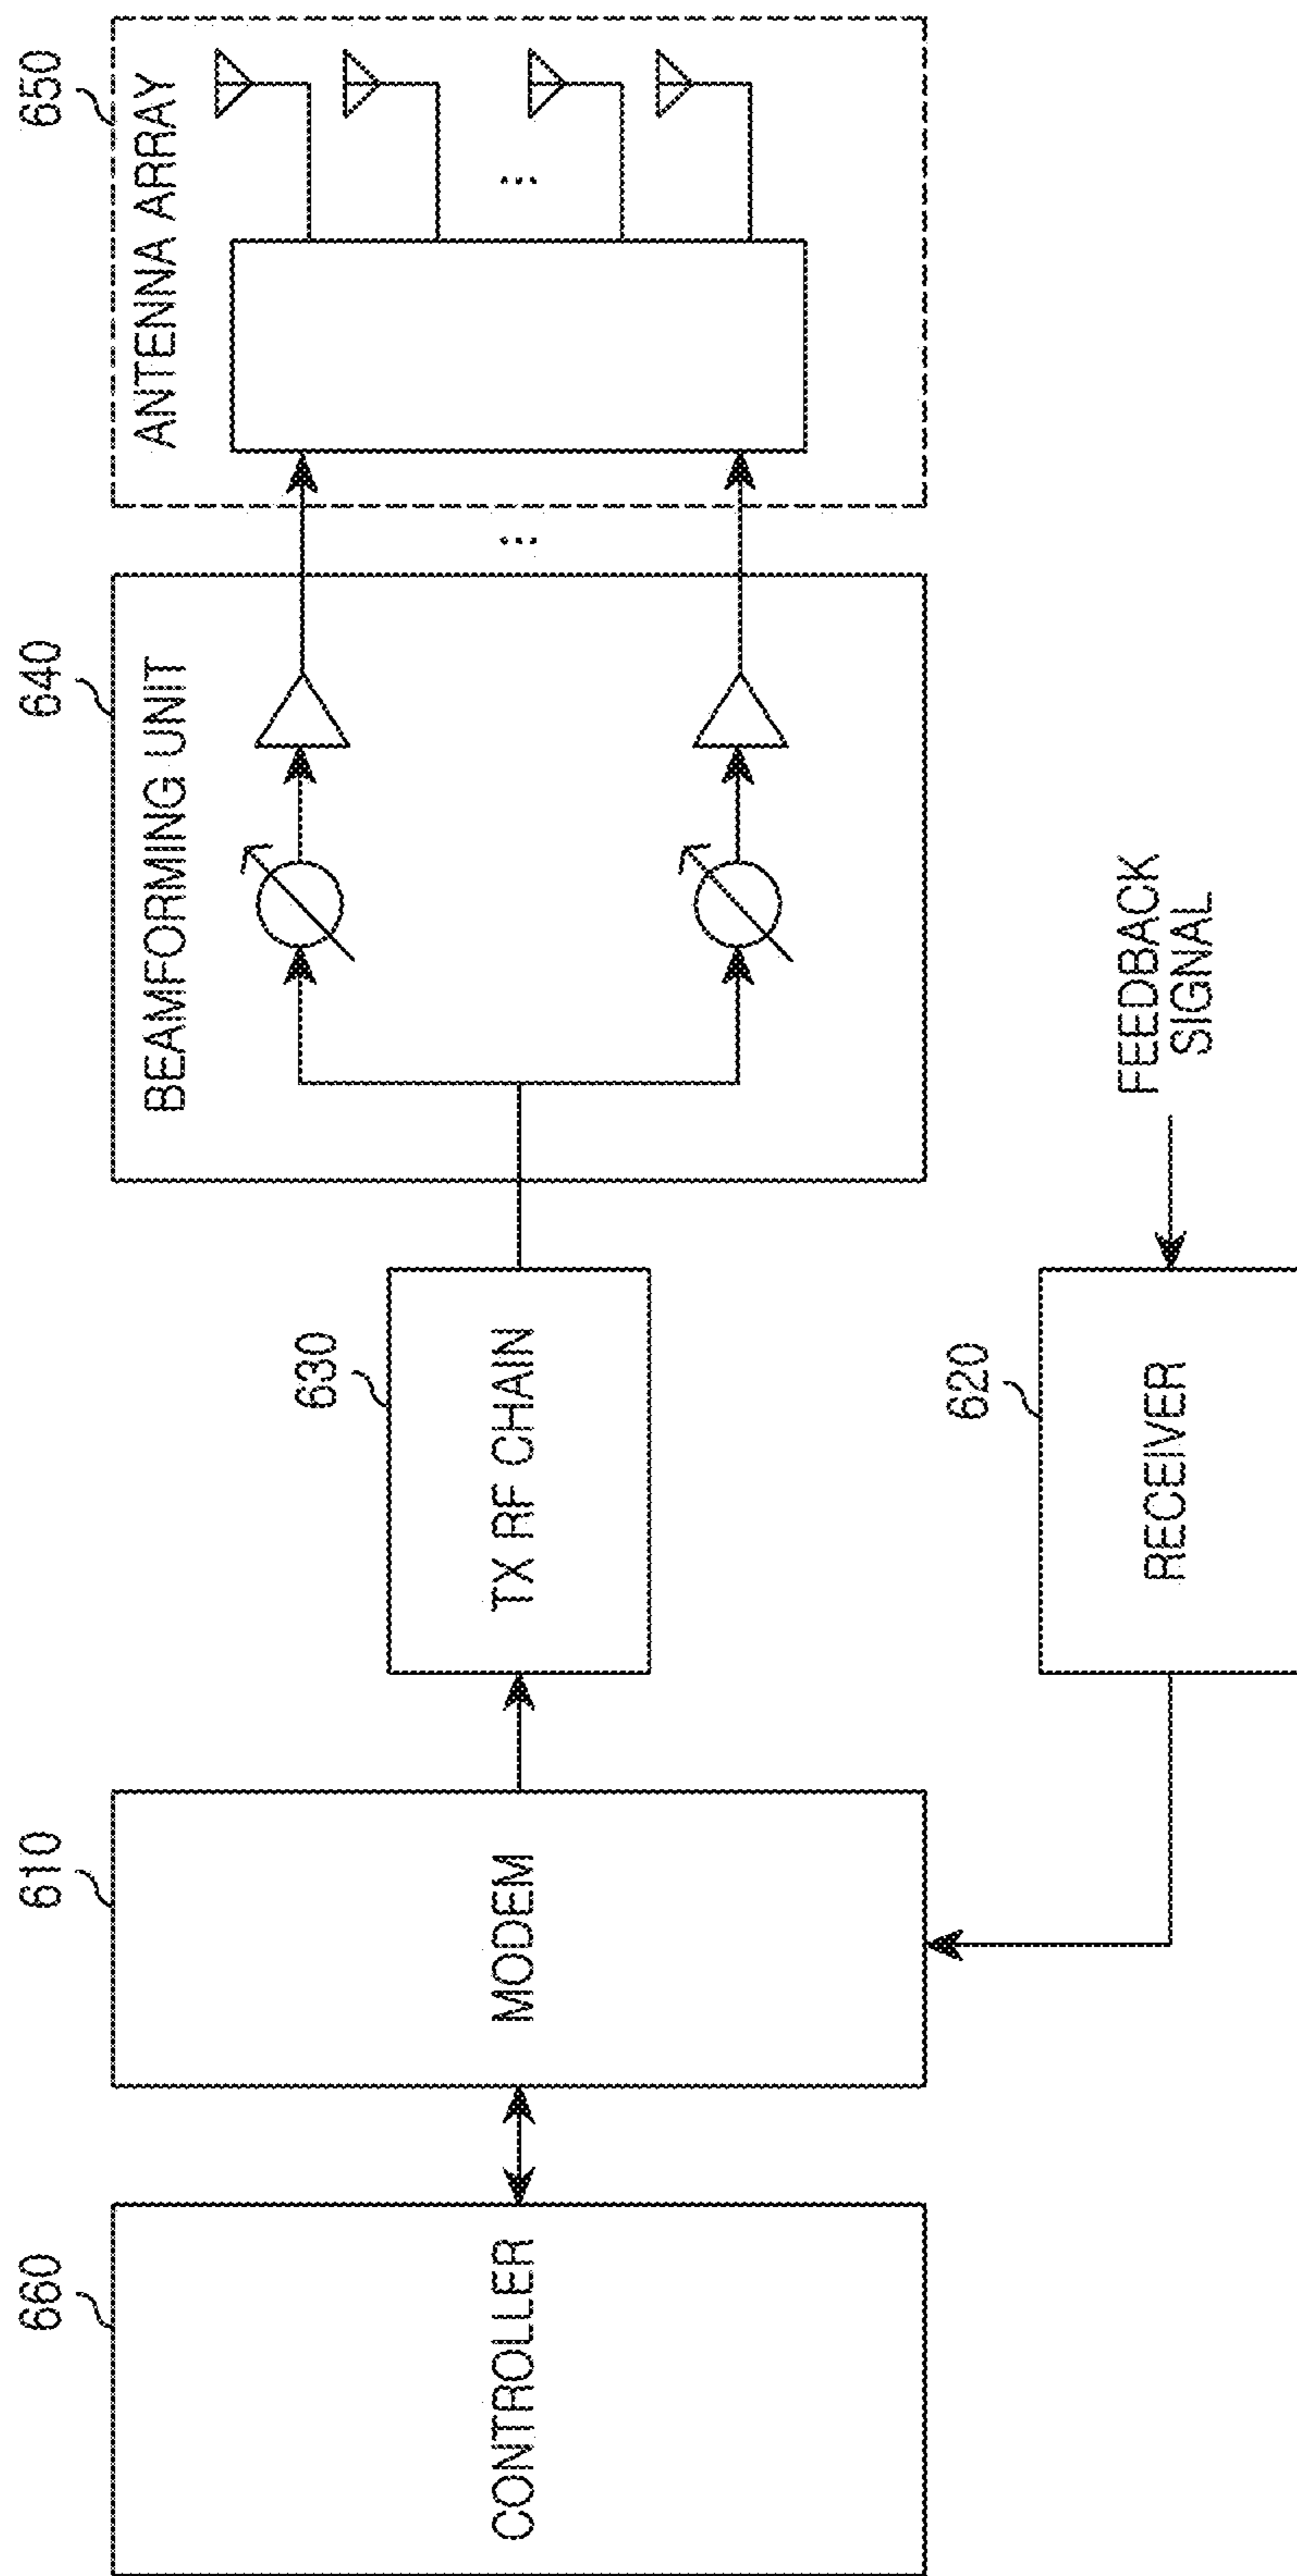 660
CONTROLLER
610
MODEM
630
TX RF CHAIN
640
BEAMFORMING UNIT
...
650
ANTENNA ARRAY
...
620
RECEIVER
FEEDBACK
SIGNAL